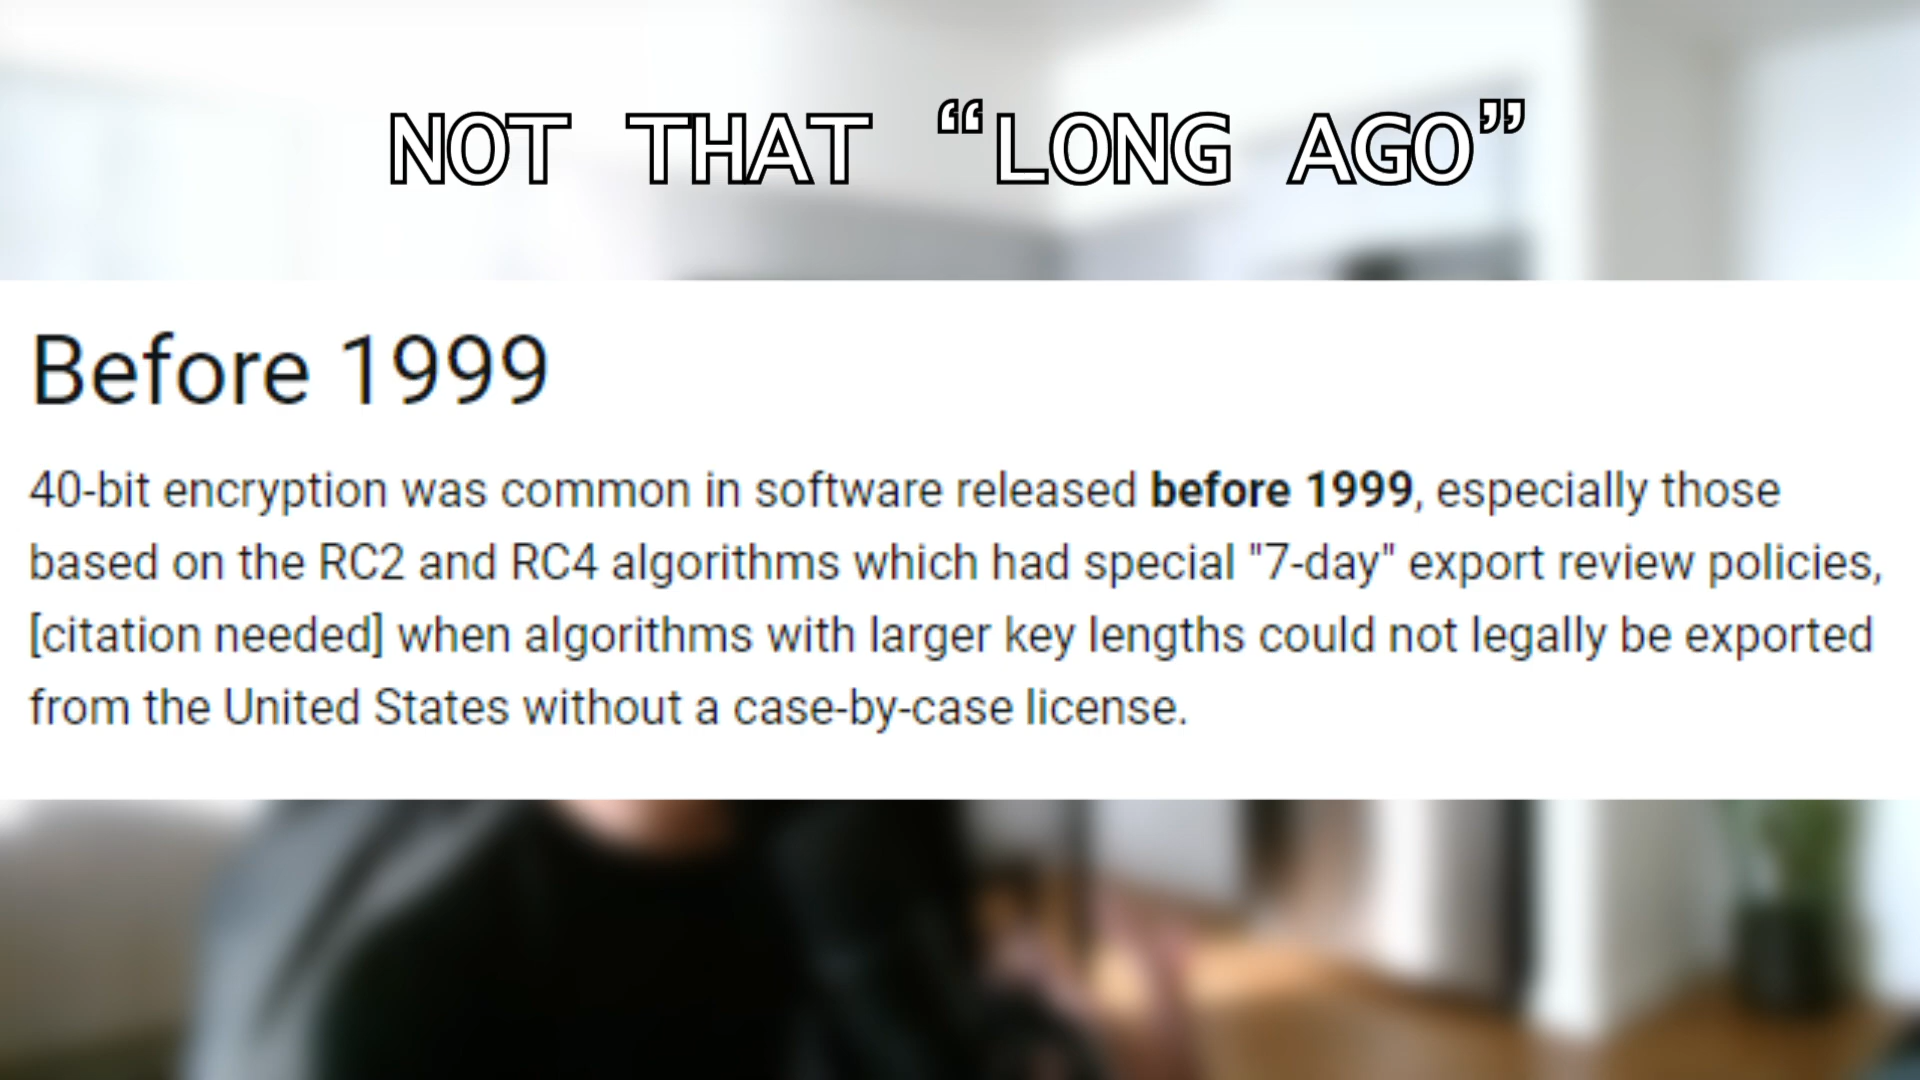 NOT THAT “LONG AGO”
Before 1999
40-bit encryption was common in software released before 1999, especially those
based on the RC2 and RC4 algorithms which had special "7-day" export review policies,
[citation needed] when algorithms with larger key lengths could not legally be exported
from the United States without a case-by-case license.